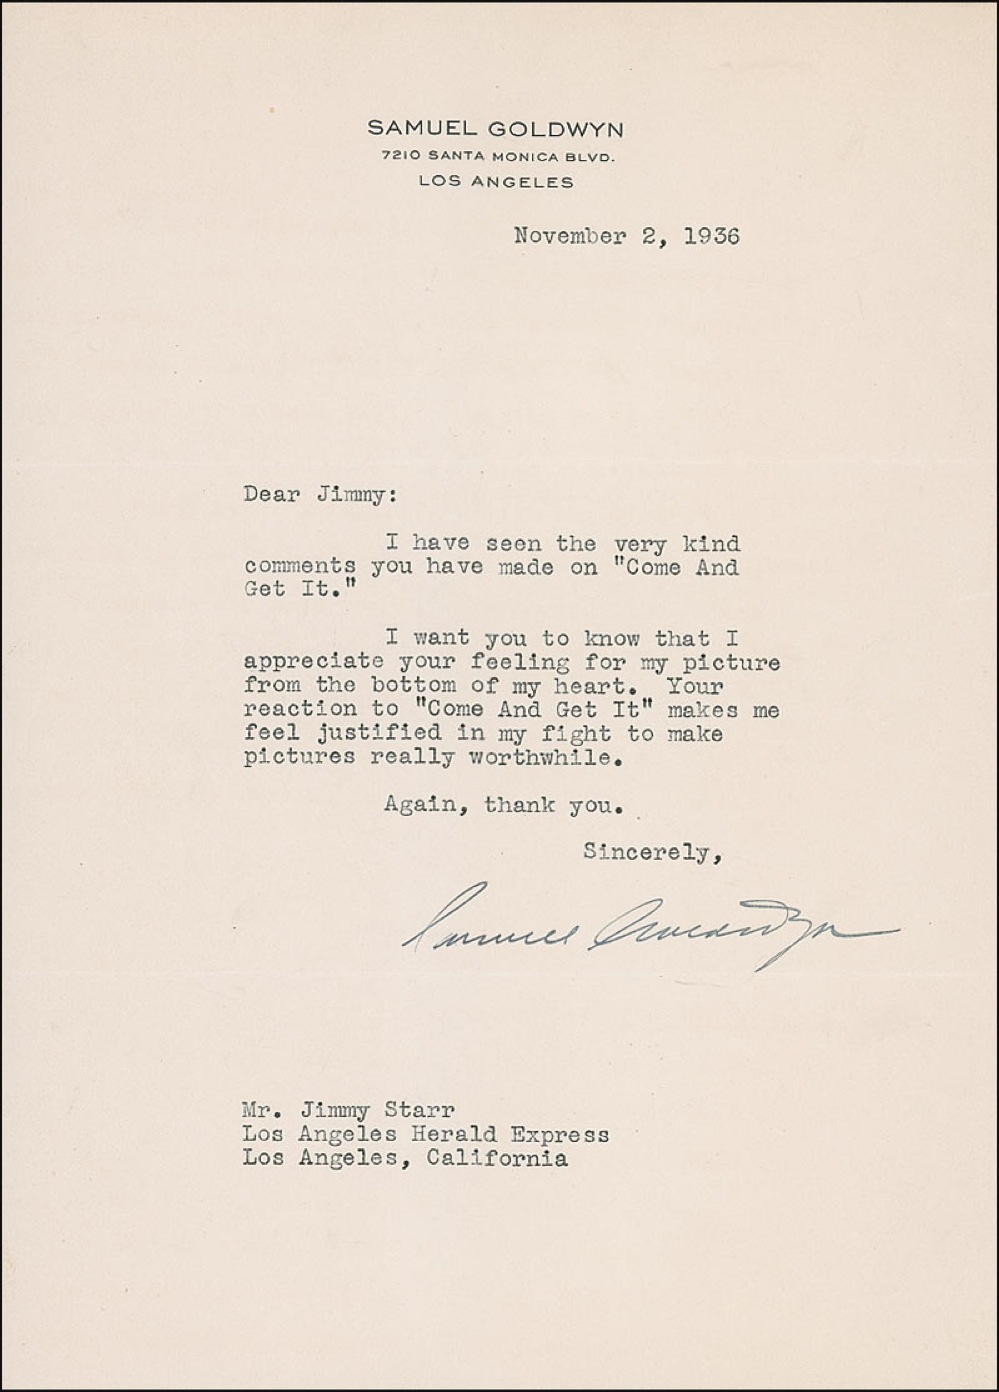 SAMUEL GOLDWYN
7210 SANTA MONICA BLVD.
LOS ANGELES
November 2, 1936
Dear Jimmy:
I have seen the very kind
comments you have made on "Come And
Get It."
I want you to know that I
appreciate your feeling for my picture
from the bottom of my heart. Your
reaction to "Come And Get It" makes me
feel justified in my fight to make
pictures really worthwhile.
Again, thank you.
Sincerely,
Samuel Goldwyn
Mr. Jimmy Starr
Los Angeles Herald Express
Los Angeles, California